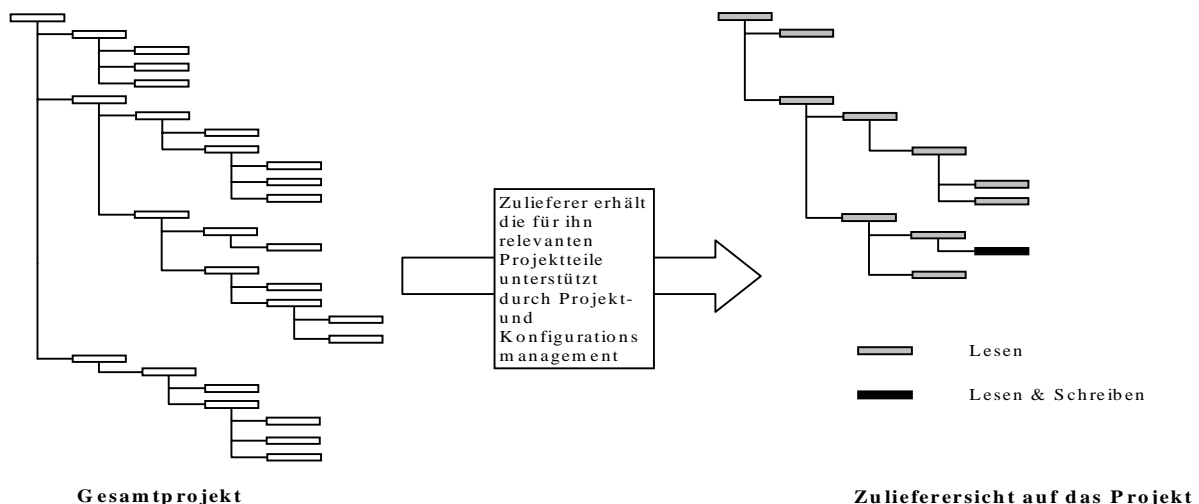 Zulieferer erhält
die für ihn
relevanten
Projektteile
unterstützt
durch Projekt-
und
Konfigurations
management
Lesen
Lesen & Schreiben
Gesamtprojekt
Zulieferersicht auf das Projekt